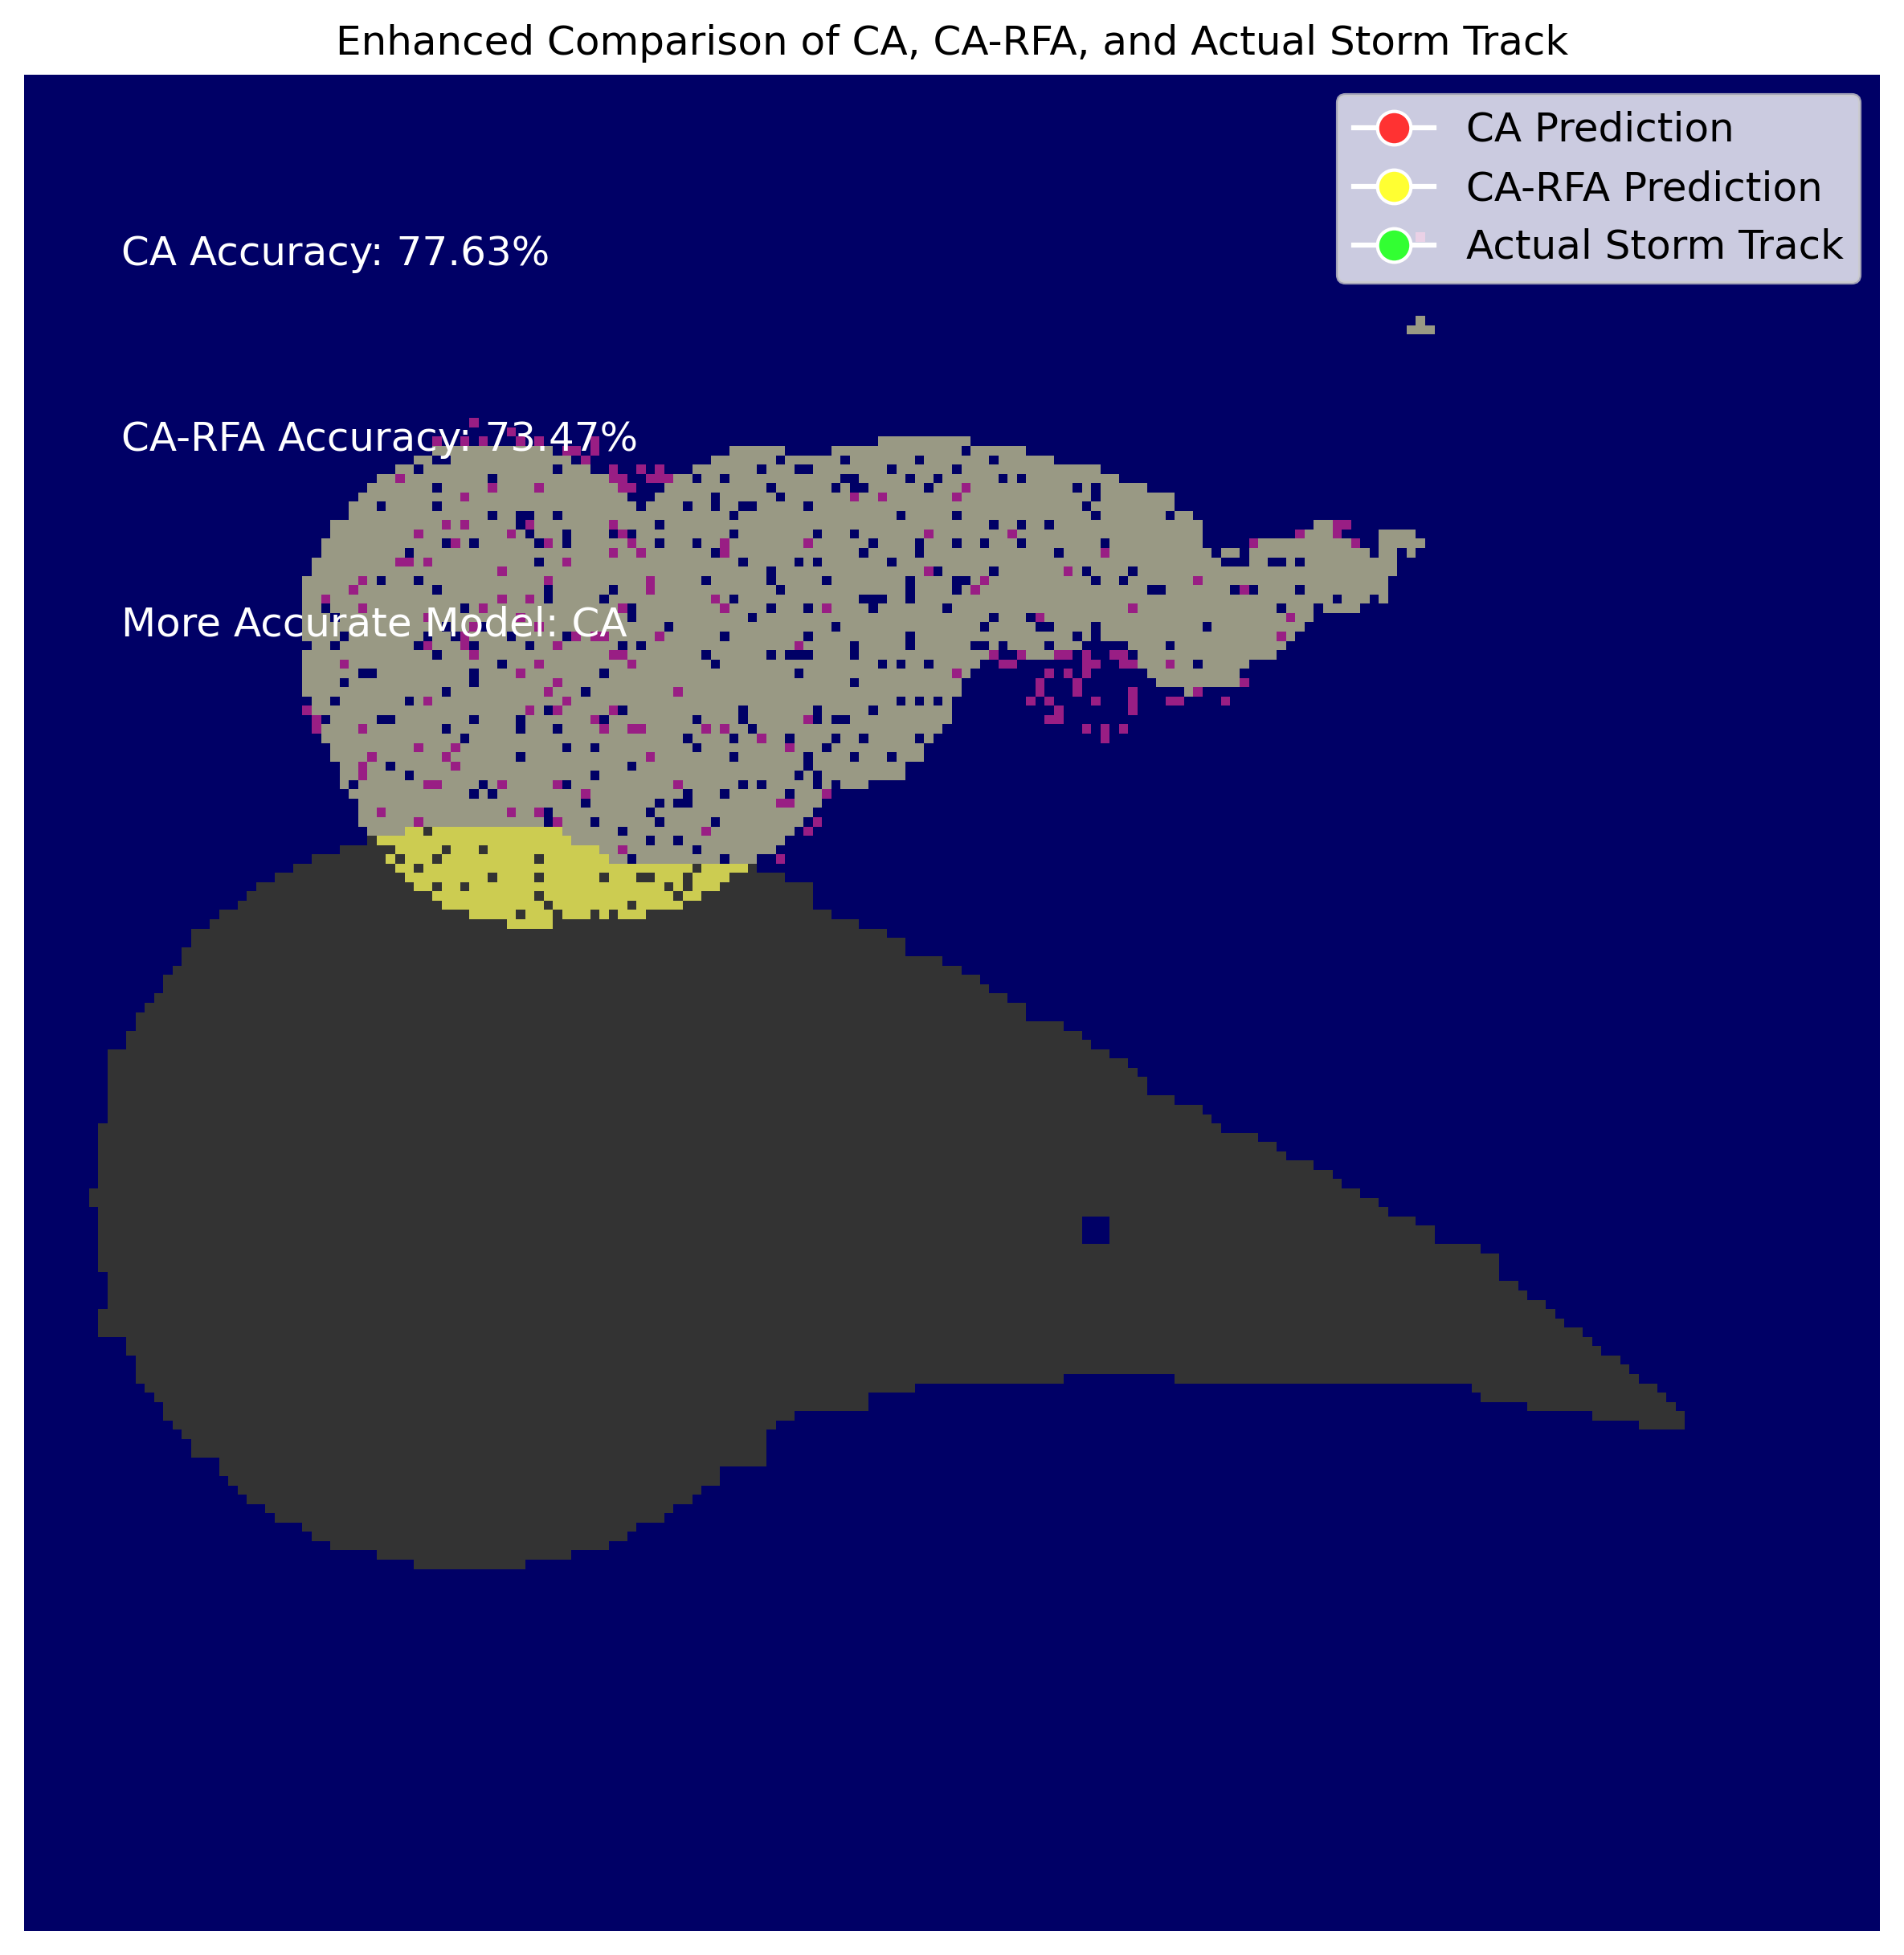 Enhanced Comparison of CA, CA-RFA, and Actual Storm Track
CA Prediction
CA-RFA Prediction
Actual Storm Track
CA Accuracy: 77.63%
CA-RFA Accuracy: 73.47%
More Accurate Model: CA